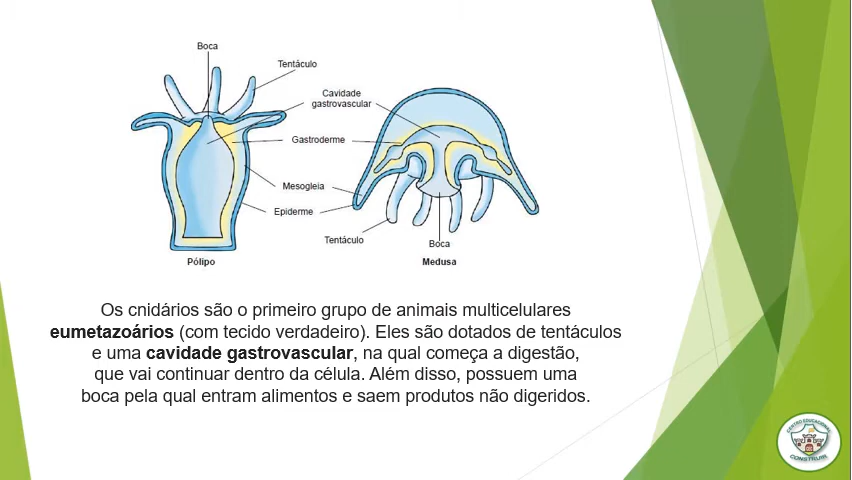 Boca
Tentáculo
Cavidade
gastrovascular
Gastroderme
Mesogleia
Epiderme
Tentáculo
Boca
Pólipo
Medusa
Os cnidários são o primeiro grupo de animais multicelulares
eumetazoários (com tecido verdadeiro). Eles são dotados de tentáculos
e uma cavidade gastrovascular, na qual começa a digestão,
que vai continuar dentro da célula. Além disso, possuem uma
boca pela qual entram alimentos e saem produtos não digeridos.
CENTRO EDUCACIONAL
CONSTRUIR